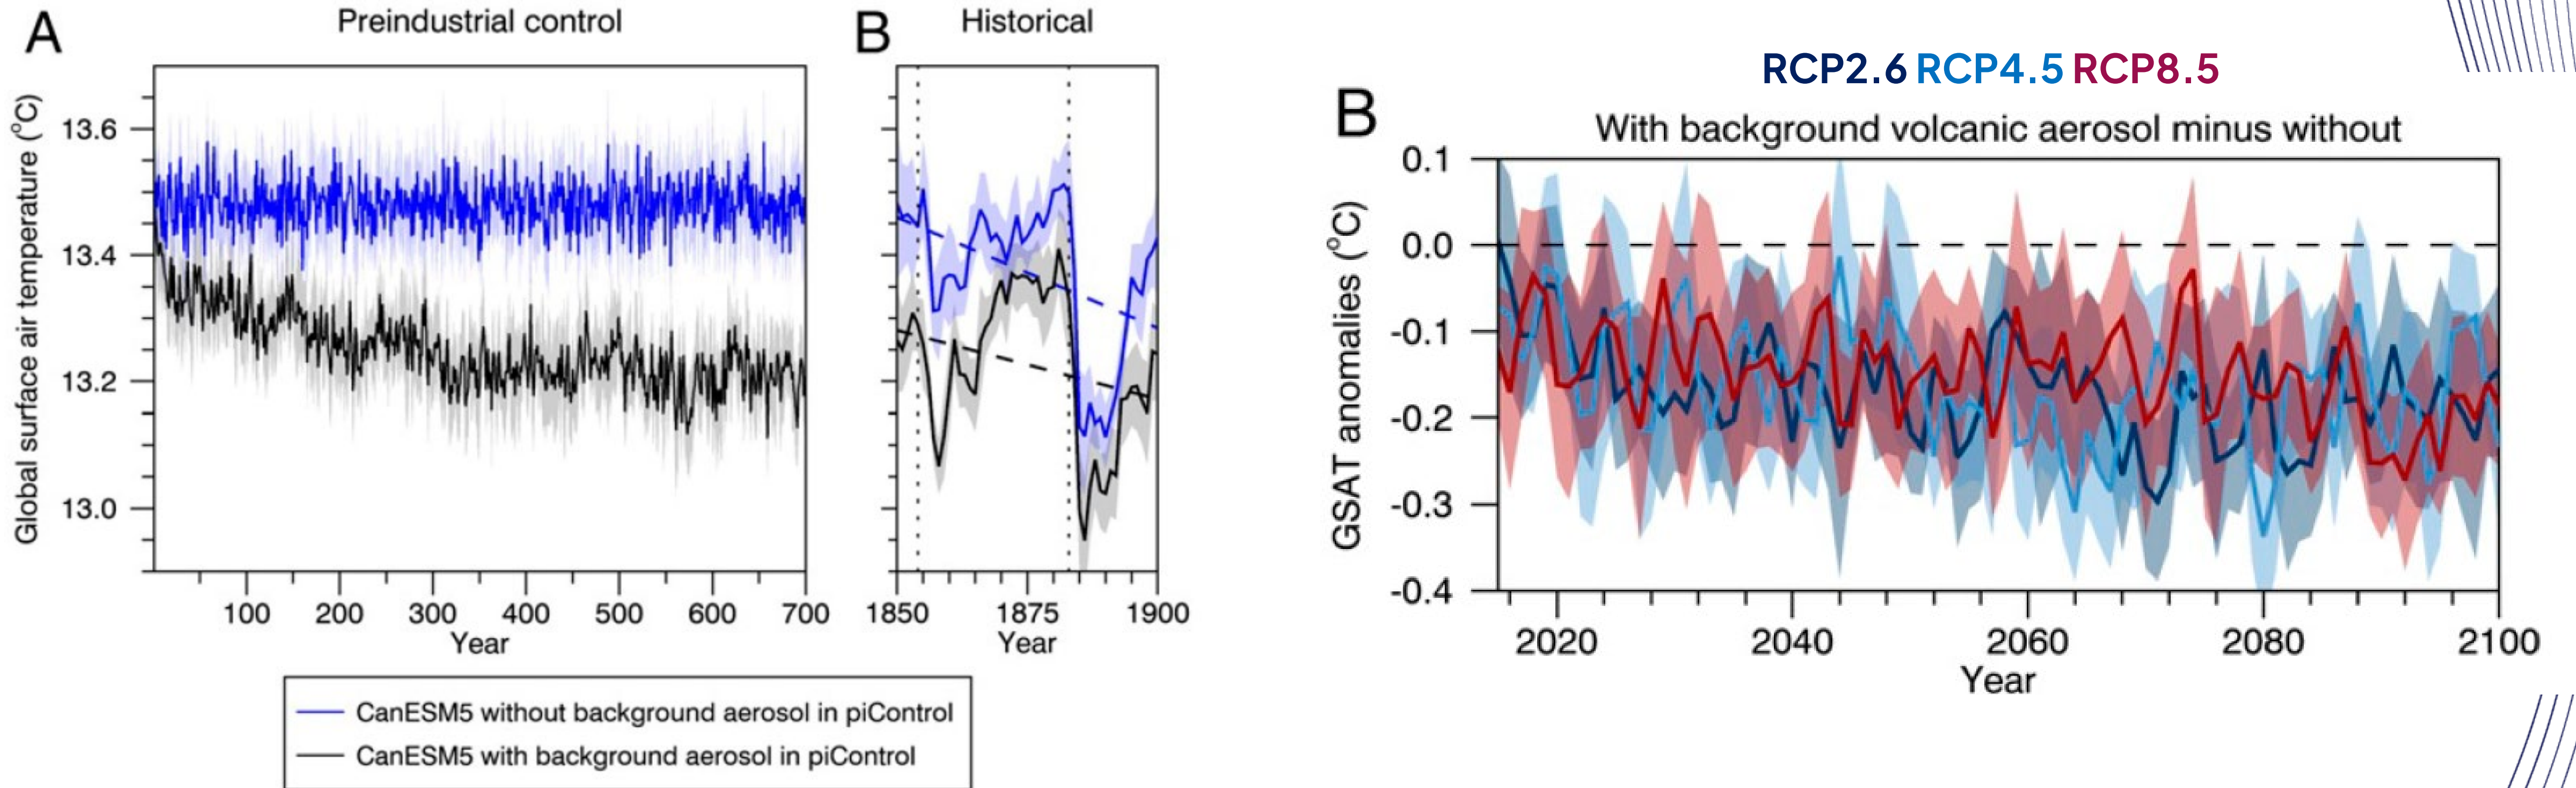 A
Preindustrial control
Global surface air temperature (°C)
13.6
13.4
13.2
13.0
100 200 300 400 500 600 700
Year
B
Historical
1850 1875 1900
Year
CanESM5 without background aerosol in piControl
CanESM5 with background aerosol in piControl
RCP2.6 RCP4.5 RCP8.5
B
With background volcanic aerosol minus without
GSAT anomalies (°C)
0.1
0.0
-0.1
-0.2
-0.3
-0.4
2020 2040 2060 2080 2100
Year